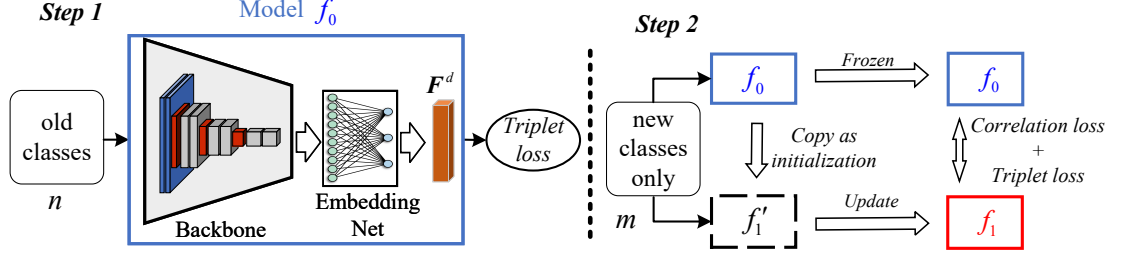 Step 1
Model f₀
old
classes
n
Backbone
Embedding
Net
Fᵈ
Triplet
loss
Step 2
new
classes
only
m
f₀
Frozen
f₀
Copy as
initialization
Correlation loss
+
Triplet loss
f₁′
Update
f₁